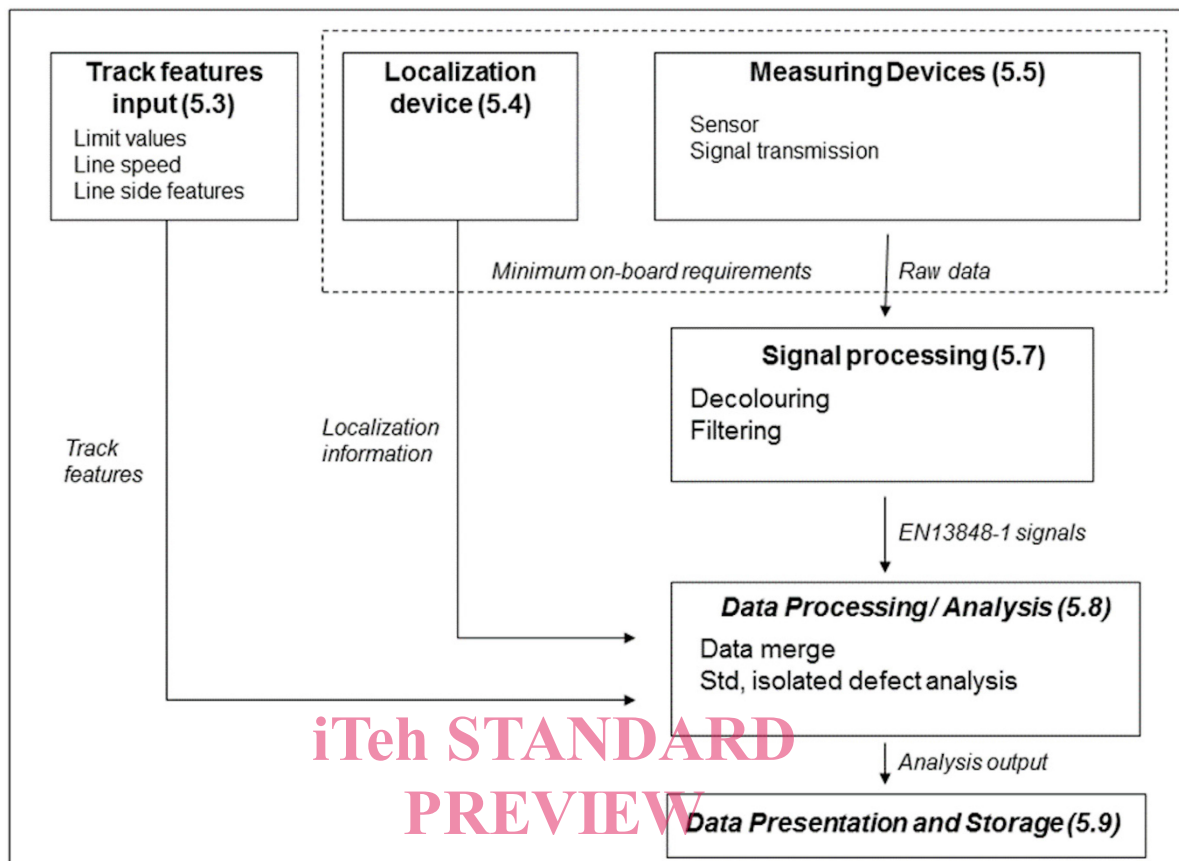 Track features
input (5.3)
Limit values
Line speed
Line side features
Localization
device (5.4)
Measuring Devices (5.5)
Sensor
Signal transmission
Minimum on-board requirements
Raw data
Signal processing (5.7)
Decolouring
Filtering
Track
features
Localization
information
EN13848-1 signals
Data Processing/ Analysis (5.8)
Data merge
Std, isolated defect analysis
Analysis output
Data Presentation and Storage (5.9)
iTeh STANDARD
PREVIEW